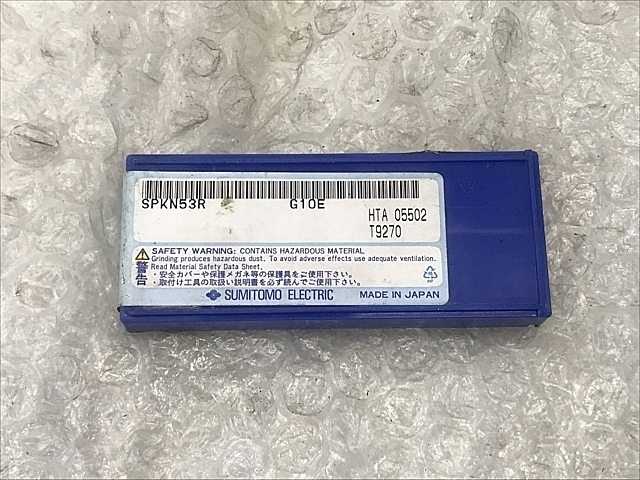 SPKN53R G10E
HTA 05502
T9270
SAFETY WARNING: CONTAINS HAZARDOUS MATERIAL
Grinding produces hazardous dust. To avoid adverse effects use adequate ventilation.
Read Material Safety Data Sheet.
警告
・安全カバーや保護メガネ等の保護具をご使用下さい。
・取付け工具の取扱い説明書を必ず読んでご使用下さい。
PP
SUMITOMO ELECTRIC MADE IN JAPAN